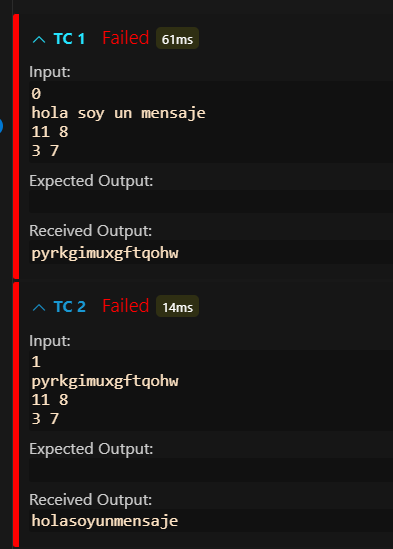 TC 1 Failed 61ms
Input:
0
hola soy un mensaje
11 8
3 7
Expected Output:
Received Output:
pyrkgimuxgftqohw
TC 2 Failed 14ms
Input:
1
pyrkgimuxgftqohw
11 8
3 7
Expected Output:
Received Output:
holasoyunmensaje